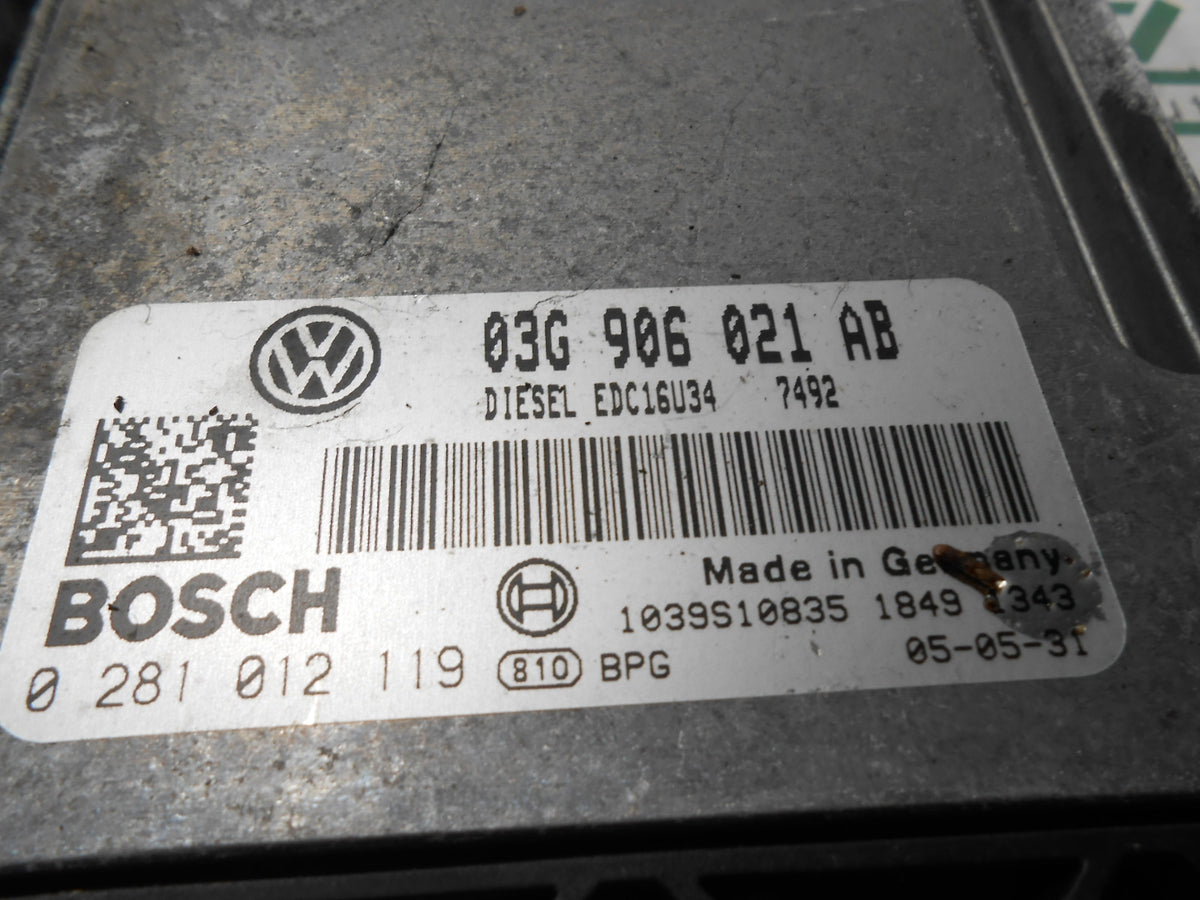 03G 906 021 AB
DIESEL EDC16U34 7492
Made in Germany.
BOSCH
1039S10835 1849 1343
0 281 012 119 810 BPG
05-05-31